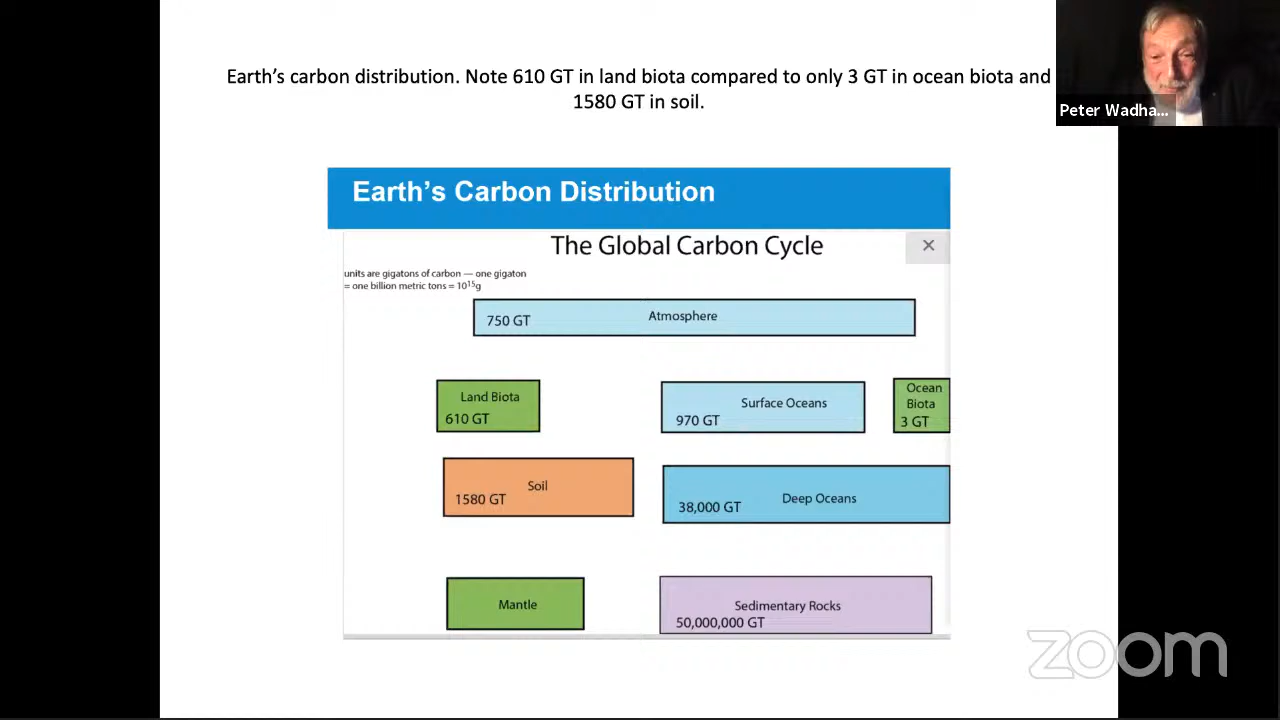 Earth's carbon distribution. Note 610 GT in land biota compared to only 3 GT in ocean biota and
1580 GT in soil.
Peter Wadha...
Earth's Carbon Distribution
The Global Carbon Cycle
units are gigatons of carbon — one gigaton
= one billion metric tons = 10¹⁵g
750 GT
Atmosphere
Land Biota
610 GT
Surface Oceans
970 GT
Ocean
Biota
3 GT
Soil
1580 GT
Deep Oceans
38,000 GT
Mantle
Sedimentary Rocks
50,000,000 GT
zoom